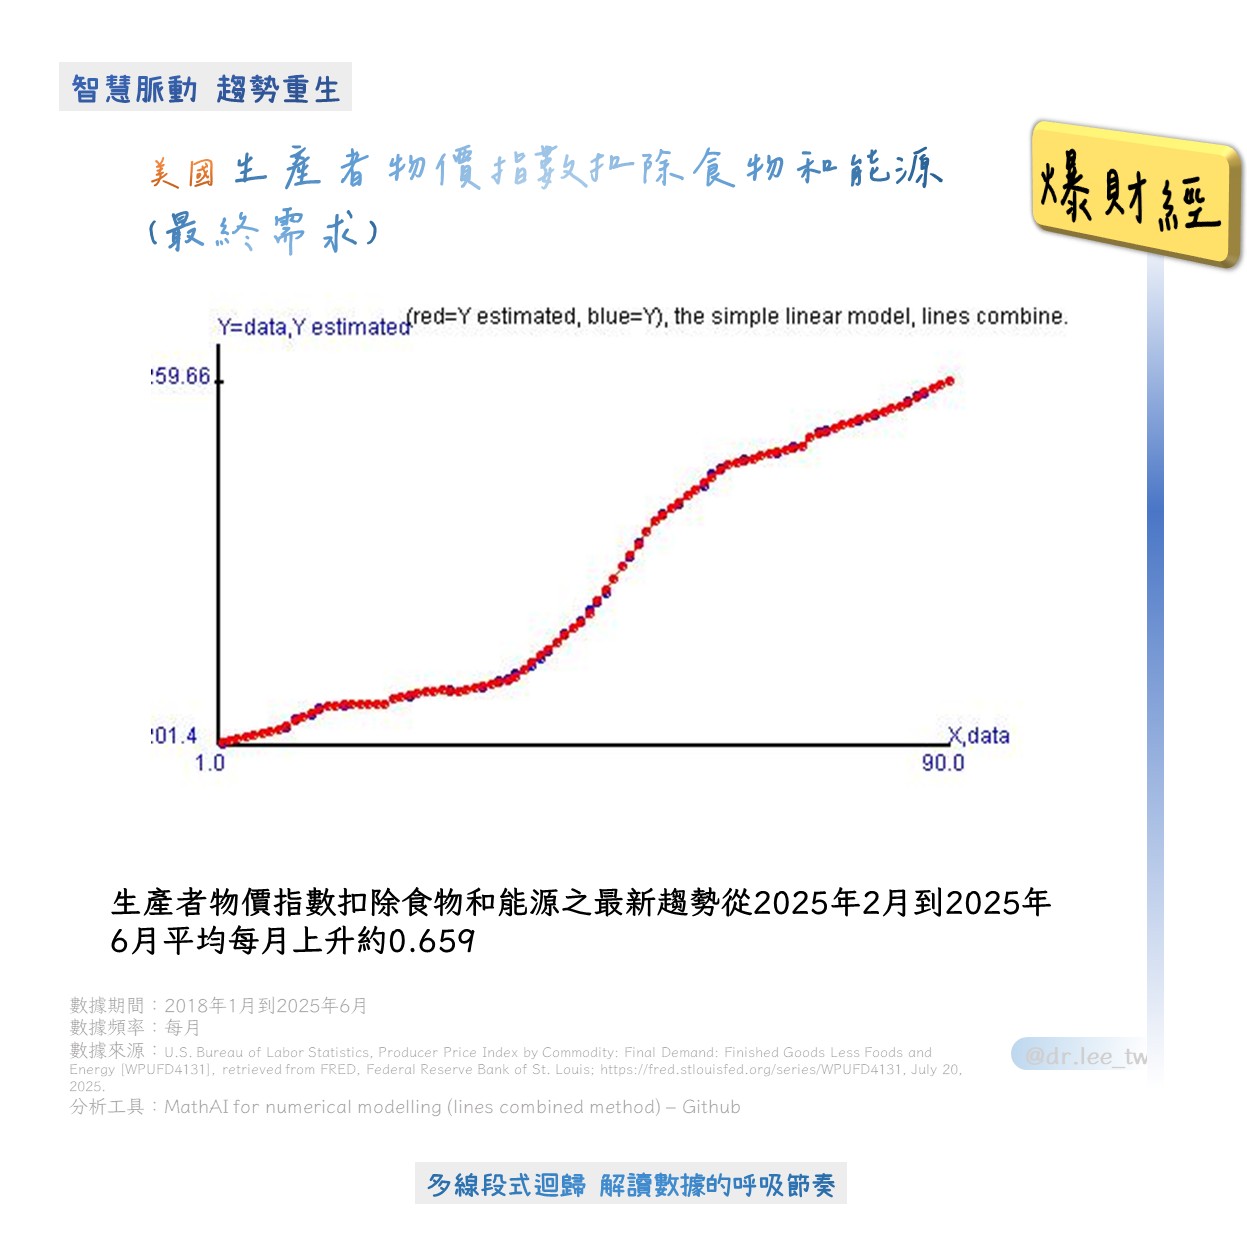 智慧脈動 趨勢重生
美國生產者物價指數扣除食物和能源
(最終需求)
爆財經
(red=Y estimated, blue=Y), the simple linear model, lines combine.
Y=data,Y estimated
:59.66
:01.4
X,data
1.0
90.0
生產者物價指數扣除食物和能源之最新趨勢從2025年2月到2025年
6月平均每月上升約0.659
數據期間：2018年1月到2025年6月
數據頻率：每月
數據來源：U.S. Bureau of Labor Statistics, Producer Price Index by Commodity: Final Demand: Finished Goods Less Foods and
Energy [WPUFD4131], retrieved from FRED, Federal Reserve Bank of St. Louis; https://fred.stlouisfed.org/series/WPUFD4131, July 20,
2025.
分析工具：MathAI for numerical modelling (lines combined method) – Github
@dr.lee_tw
多線段式迴歸 解讀數據的呼吸節奏